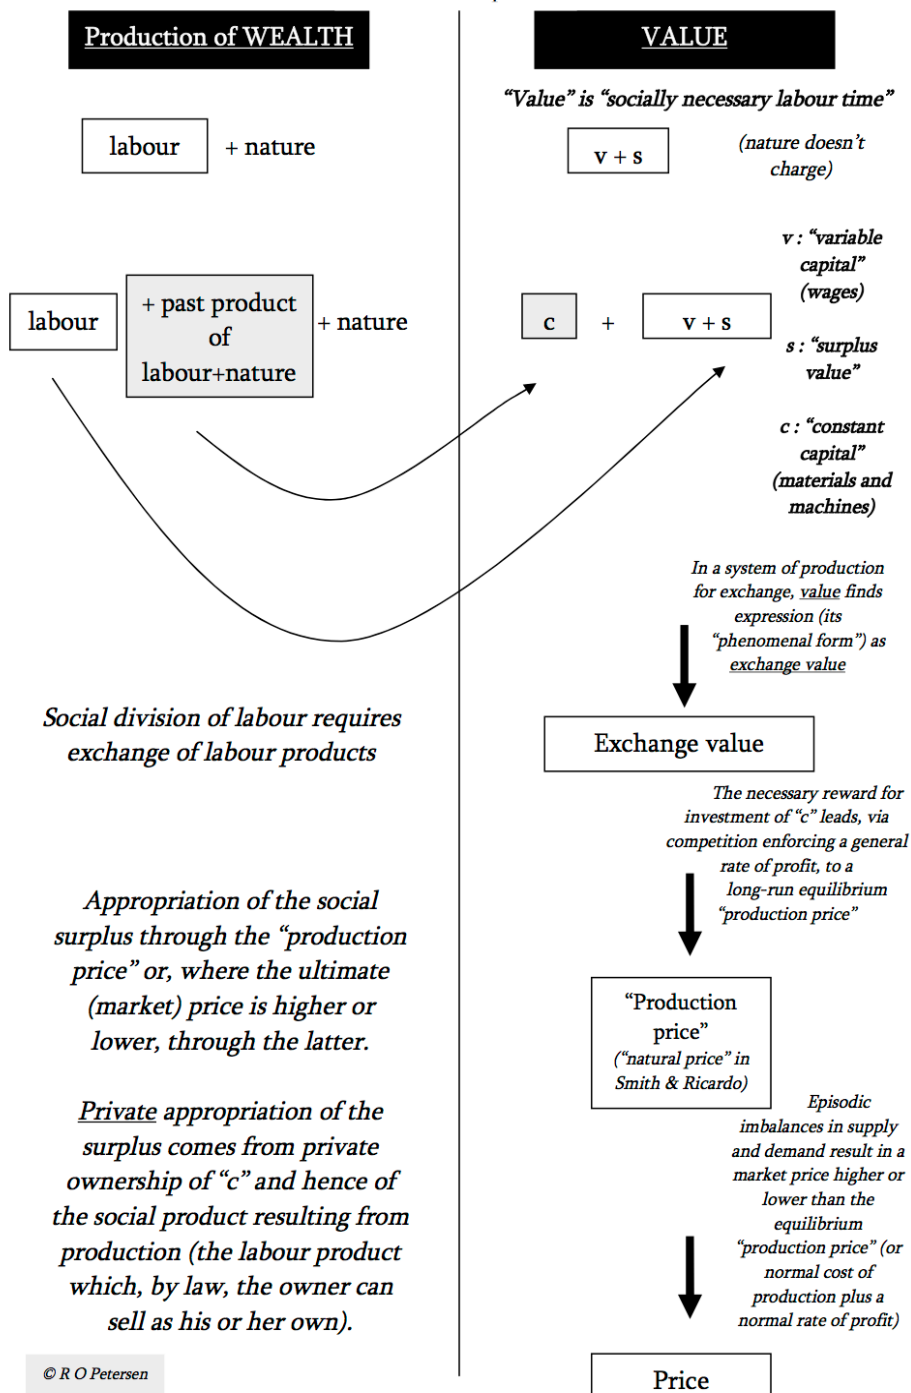 Production of WEALTH
labour
+ nature
labour
+ past product
of
labour+nature
+ nature
Social division of labour requires
exchange of labour products
Appropriation of the social
surplus through the “production
price” or, where the ultimate
(market) price is higher or
lower, through the latter.
Private appropriation of the
surplus comes from private
ownership of “c” and hence of
the social product resulting from
production (the labour product
which, by law, the owner can
sell as his or her own).
© R O Petersen
VALUE
“Value” is “socially necessary labour time”
v + s
(nature doesn’t
charge)
c
+
v + s
v : “variable
capital”
(wages)
s : “surplus
value”
c : “constant
capital”
(materials and
machines)
In a system of production
for exchange, value finds
expression (its
“phenomenal form”) as
exchange value
Exchange value
The necessary reward for
investment of “c” leads, via
competition enforcing a general
rate of profit, to a
long-run equilibrium
“production price”
“Production
price”
(“natural price” in
Smith & Ricardo)
Episodic
imbalances in supply
and demand result in a
market price higher or
lower than the
equilibrium
“production price” (or
normal cost of
production plus a
normal rate of profit)
Price